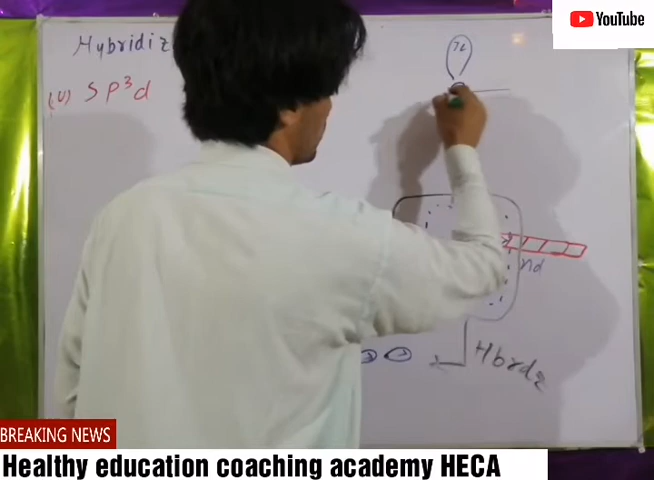 YouTube
Hybridiz
(v) SP³d
nd
Hbrdz
BREAKING NEWS
Healthy education coaching academy HECA